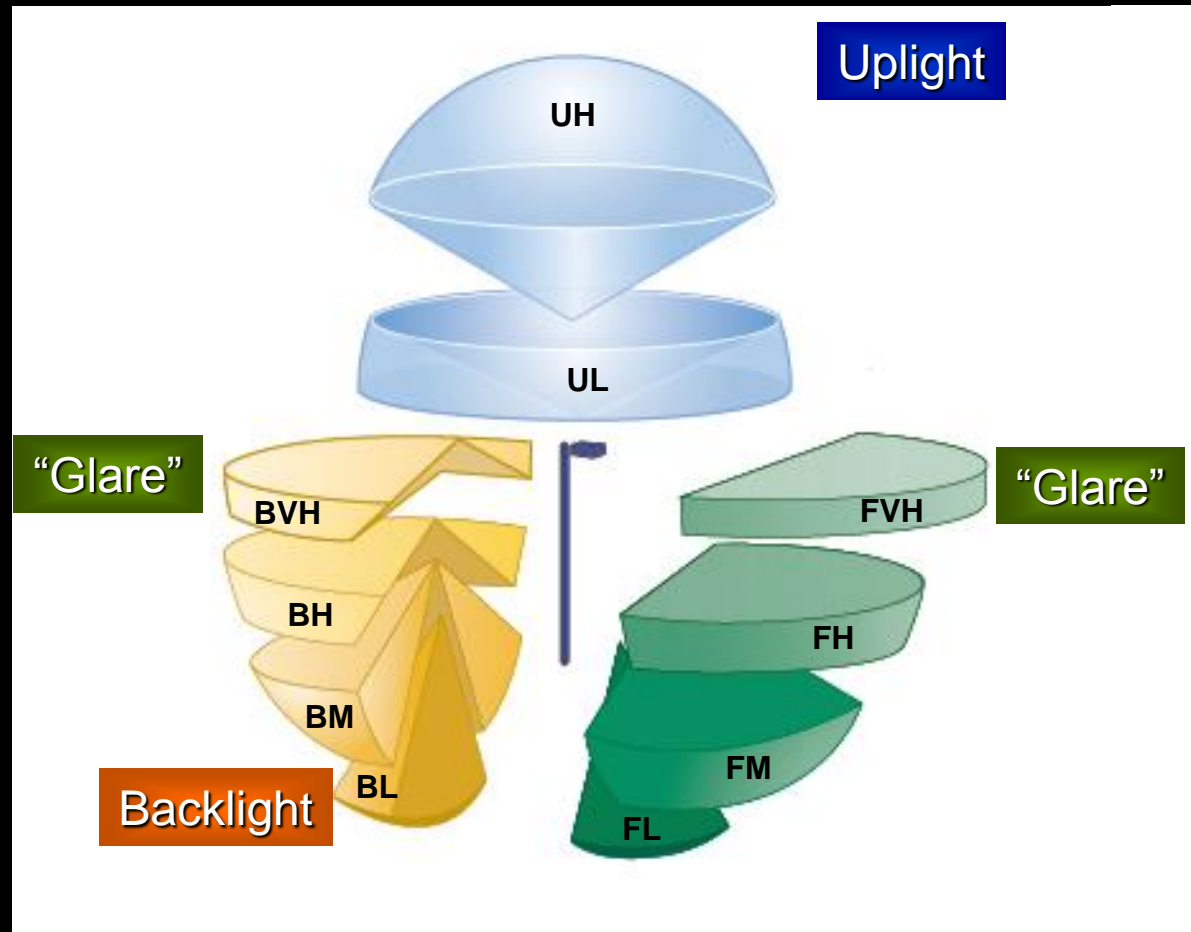 Uplight
UH
UL
“Glare”
“Glare”
BVH
FVH
BH
FH
BM
FM
Backlight
BL
FL